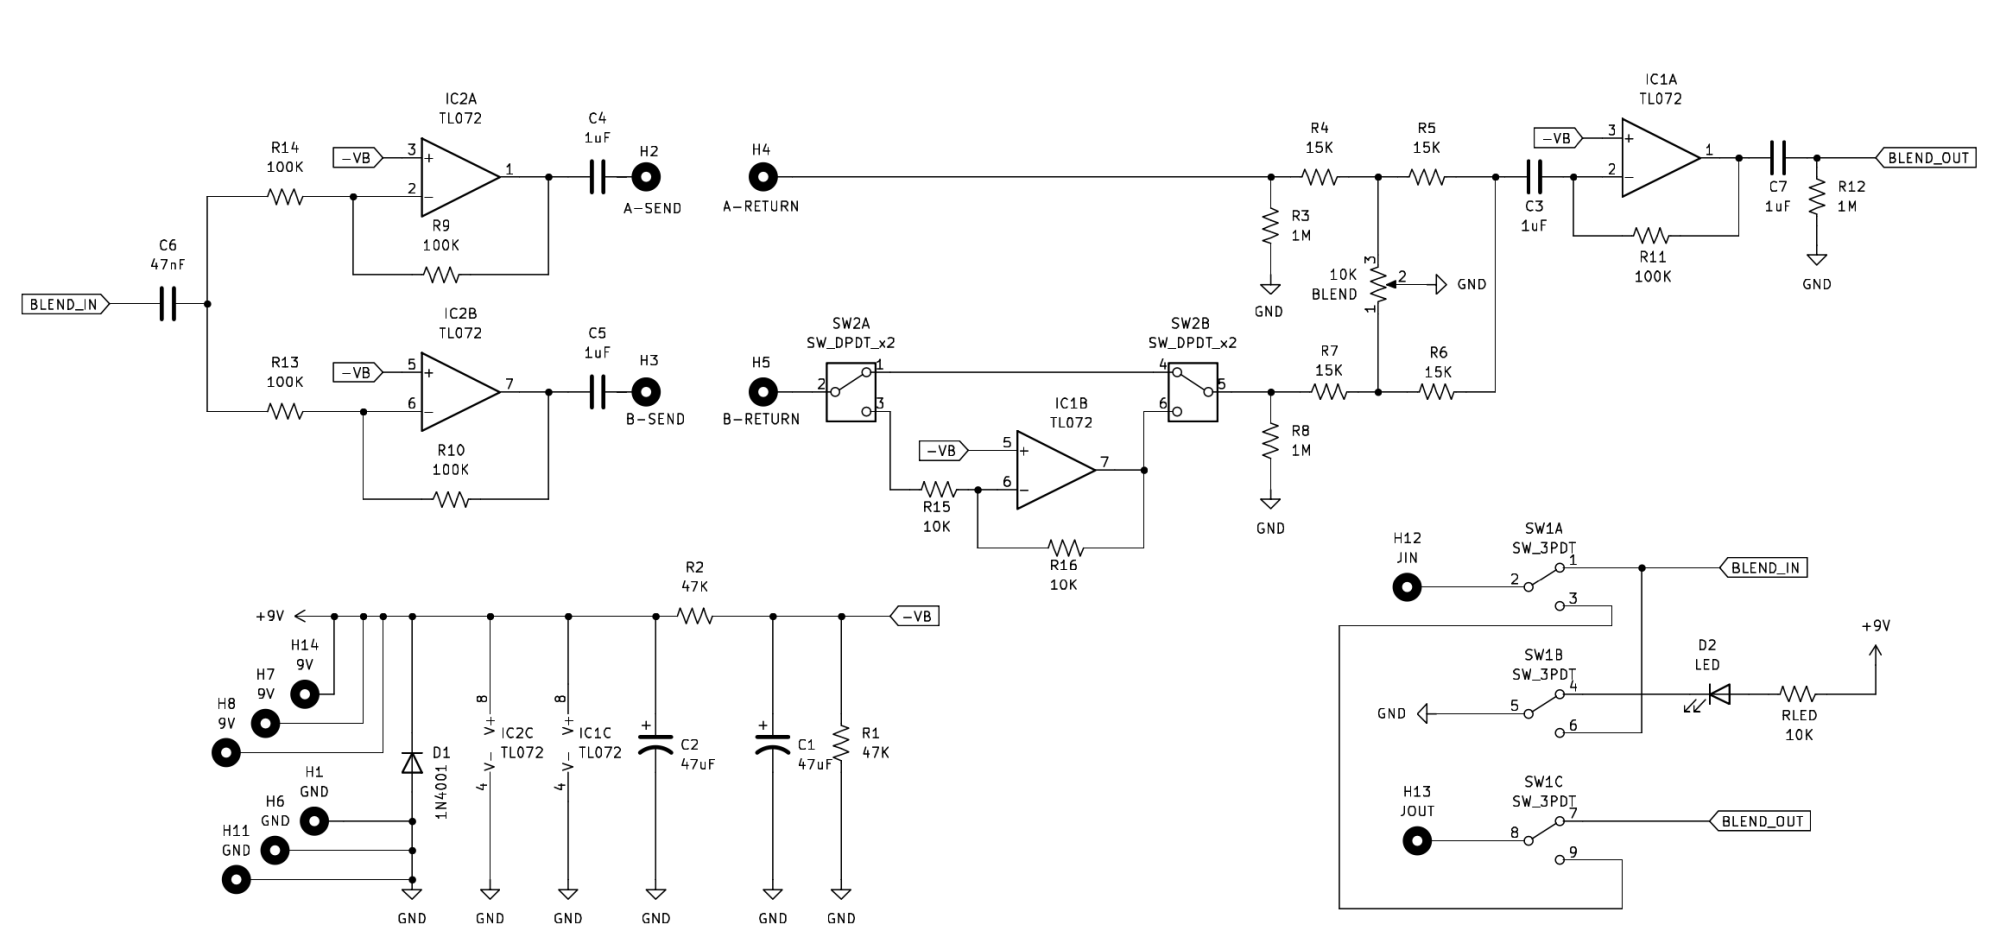 IC2A
TL072
R14
100K
-VB
3
+
2
-
1
R9
100K
C4
1uF
H2
A-SEND
H4
A-RETURN
R4
15K
R5
15K
R3
1M
GND
10K
BLEND
3
2
1
GND
C3
1uF
IC1A
TL072
-VB
3
+
2
-
1
R11
100K
C7
1uF
R12
1M
GND
BLEND_OUT
C6
47nF
BLEND_IN
IC2B
TL072
R13
100K
-VB
5
+
6
-
7
R10
100K
C5
1uF
H3
B-SEND
H5
B-RETURN
SW2A
SW_DPDT_x2
2
1
3
SW2B
SW_DPDT_x2
4
5
6
IC1B
TL072
-VB
5
+
6
-
7
R15
10K
R16
10K
R7
15K
R6
15K
R8
1M
GND
+9V
H14
9V
H7
9V
H8
9V
H1
GND
H6
GND
H11
GND
D1
1N4001
8
V+
V-
4
IC2C
TL072
8
V+
V-
4
IC1C
TL072
R2
47K
-VB
+
C2
47uF
+
C1
47uF
R1
47K
GND
GND
GND
GND
GND
GND
H12
JIN
SW1A
SW_3PDT
2
1
3
BLEND_IN
SW1B
SW_3PDT
GND
5
4
6
D2
LED
RLED
10K
+9V
H13
JOUT
SW1C
SW_3PDT
8
7
9
BLEND_OUT